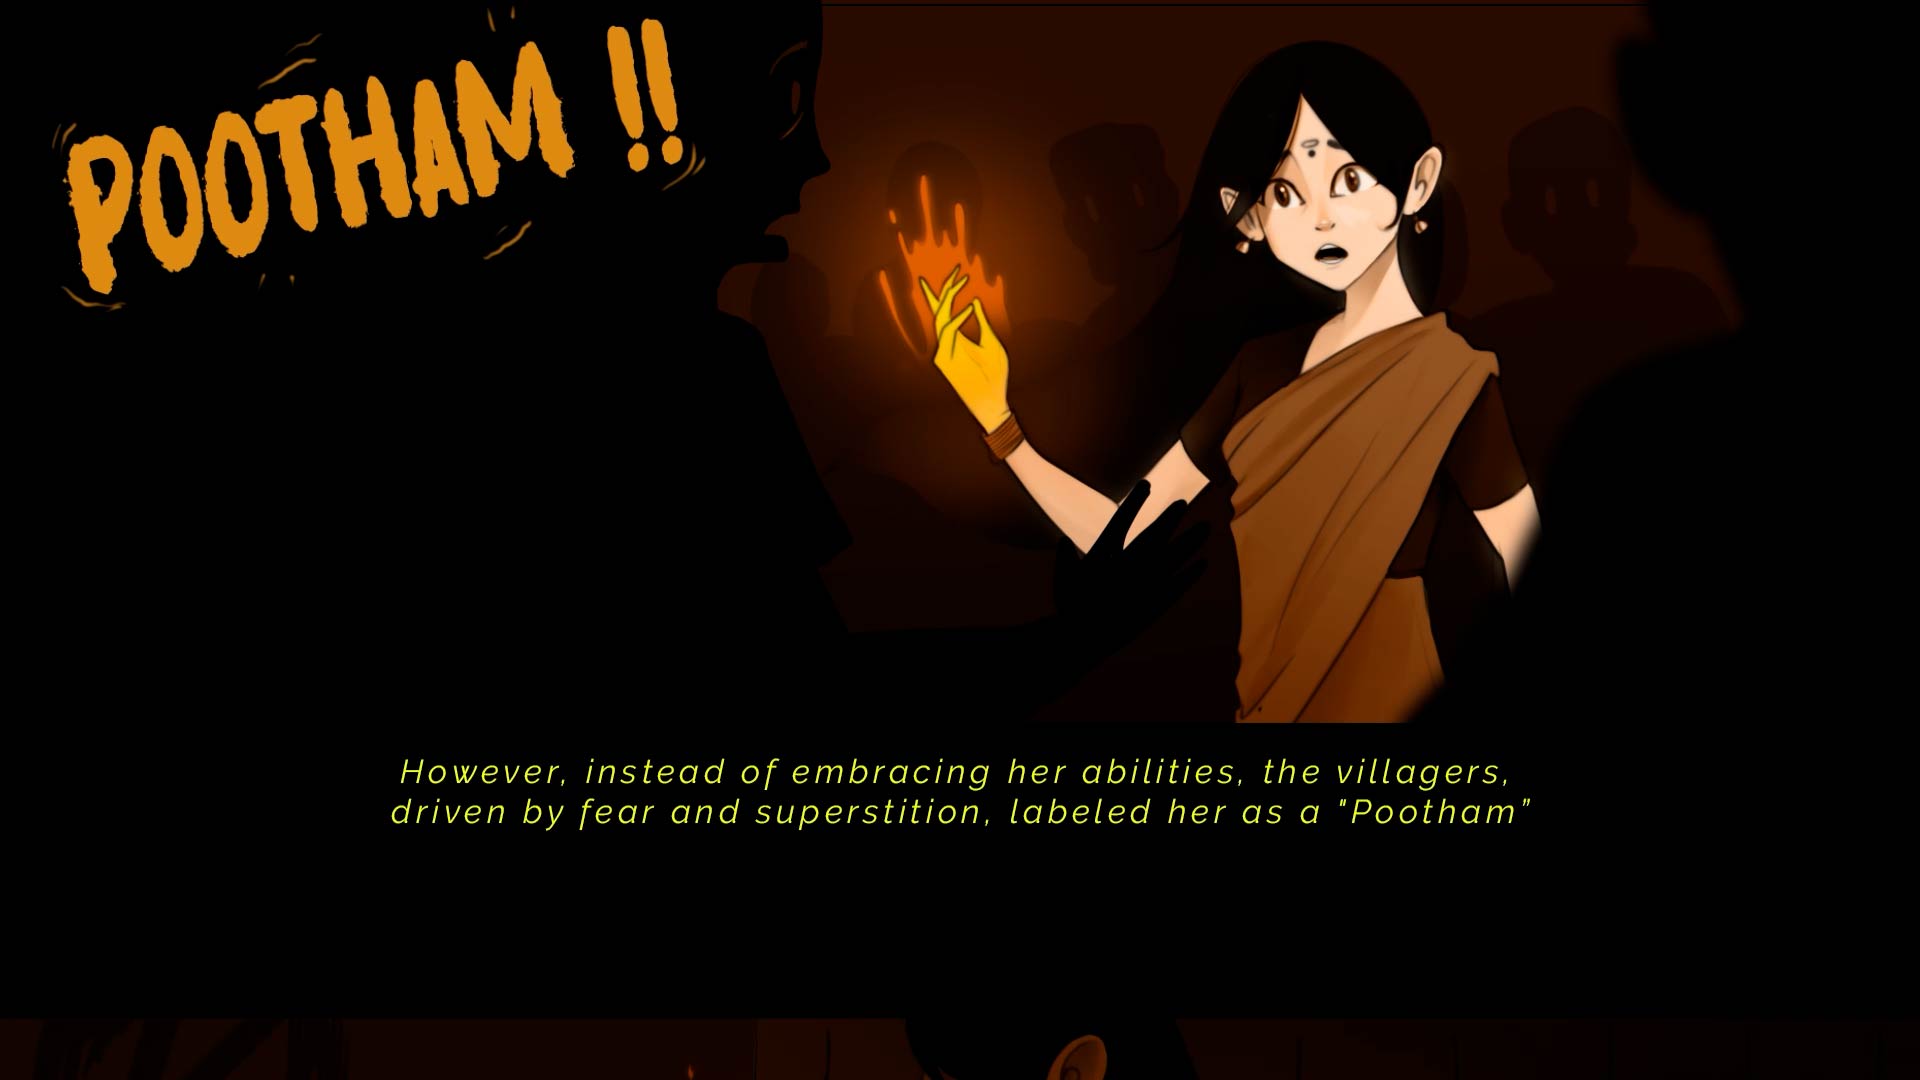 POOTHAM !!
However, instead of embracing her abilities, the villagers,
driven by fear and superstition, labeled her as a "Pootham”